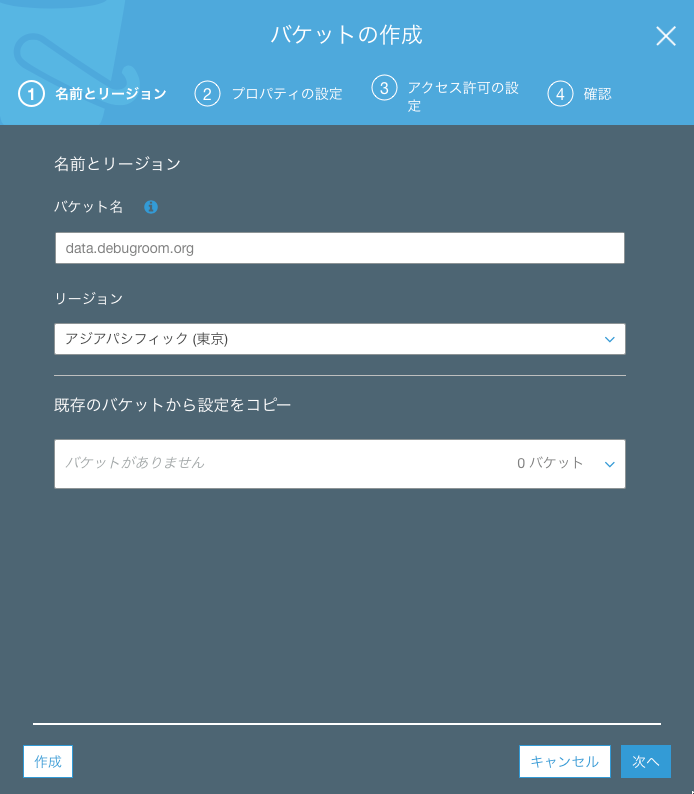 バケットの作成
1 名前とリージョン
2 プロパティの設定
3 アクセス許可の設
定
4 確認
名前とリージョン
バケット名
data.debugroom.org
リージョン
アジアパシフィック (東京)
既存のバケットから設定をコピー
バケットがありません 0 バケット
作成 キャンセル 次へ